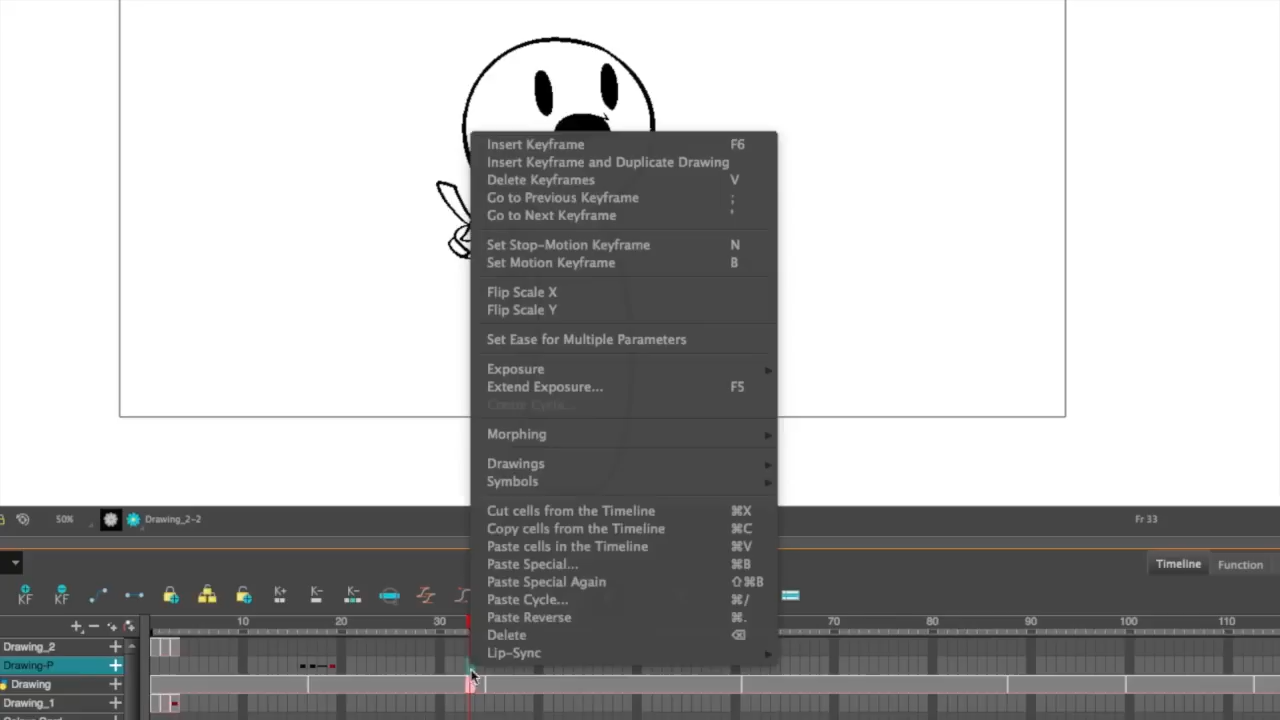 Insert Keyframe F6
Insert Keyframe and Duplicate Drawing
Delete Keyframes V
Go to Previous Keyframe ;
Go to Next Keyframe '
Set Stop-Motion Keyframe N
Set Motion Keyframe B
Flip Scale X
Flip Scale Y
Set Ease for Multiple Parameters
Exposure
Extend Exposure... F5
Create Cycle...
Morphing
Drawings
Symbols
Cut cells from the Timeline ⌘X
Copy cells from the Timeline ⌘C
Paste cells in the Timeline ⌘V
Paste Special... ⌘B
Paste Special Again ⇧⌘B
Paste Cycle... ⌘/
Paste Reverse ⌘.
Delete ⌫
Lip-Sync
50% Drawing_2-2 Fr 33
Timeline Function
KF KF K+ K- K-
10 20 30 70 80 90 100 110
Drawing_2
Drawing-P
Drawing
Drawing_1